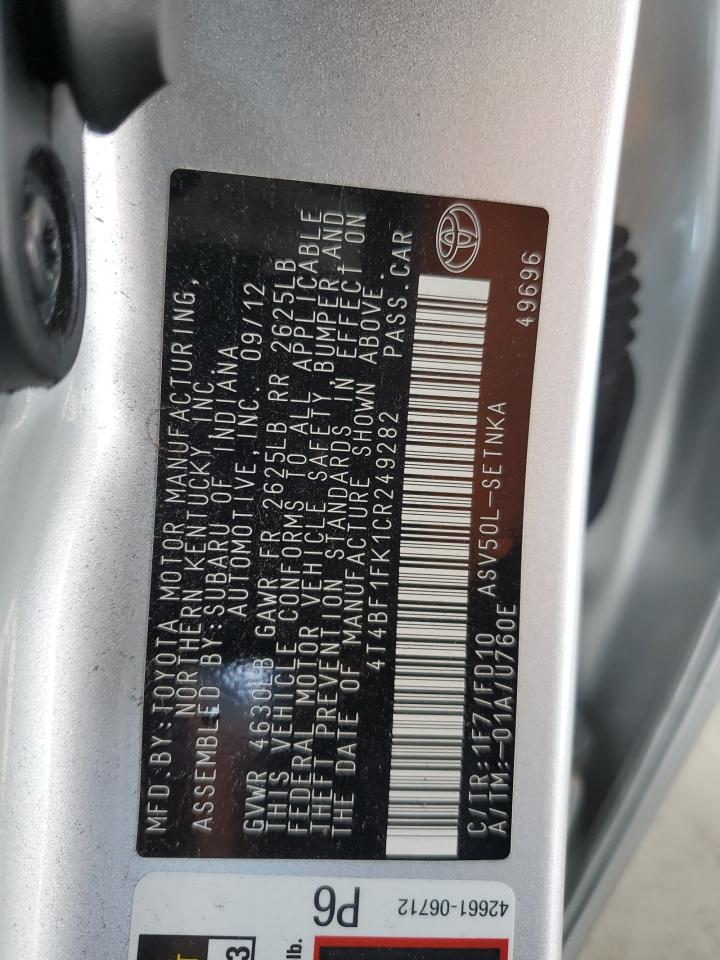 MFD.BY:TOYOTA MOTOR MANUFACTURING,
NORTHERN KENTUCKY,INC.
ASSEMBLED BY:SUBARU OF INDIANA
AUTOMOTIVE,INC. 09/12
GVWR 4630LB GAWR FR 2625LB RR 2625LB
THIS VEHICLE CONFORMS TO ALL APPLICABLE
FEDERAL MOTOR VEHICLE SAFETY,BUMPER,AND
THEFT PREVENTION STANDARDS IN EFFECT ON
THE DATE OF MANUFACTURE SHOWN ABOVE.
4T4BF1FK1CR249282 PASS.CAR
C/TR:1F7/FD10 ASV50L-SETNKA
A/TM:-01A/U760E 49696
P6
42661-06712
3
lb.